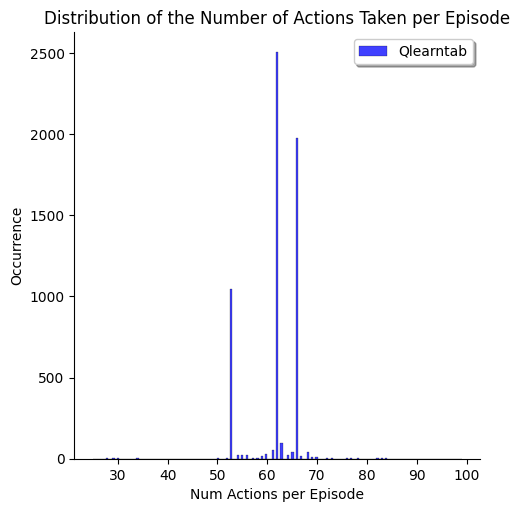 Distribution of the Number of Actions Taken per Episode
Qlearntab
2500
2000
1500
1000
500
0
Occurrence
30 40 50 60 70 80 90 100
Num Actions per Episode